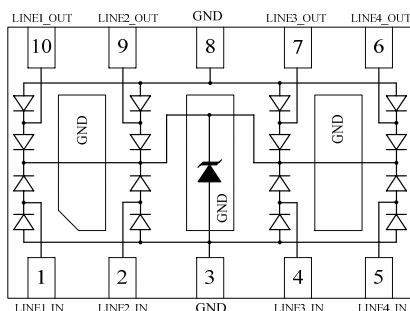 LINE1_OUT LINE2_OUT GND LINE3_OUT LINE4_OUT
10 9 8 7 6
GND
GND
GND
1 2 3 4 5
LINE1_IN LINE2_IN GND LINE3_IN LINE4_IN